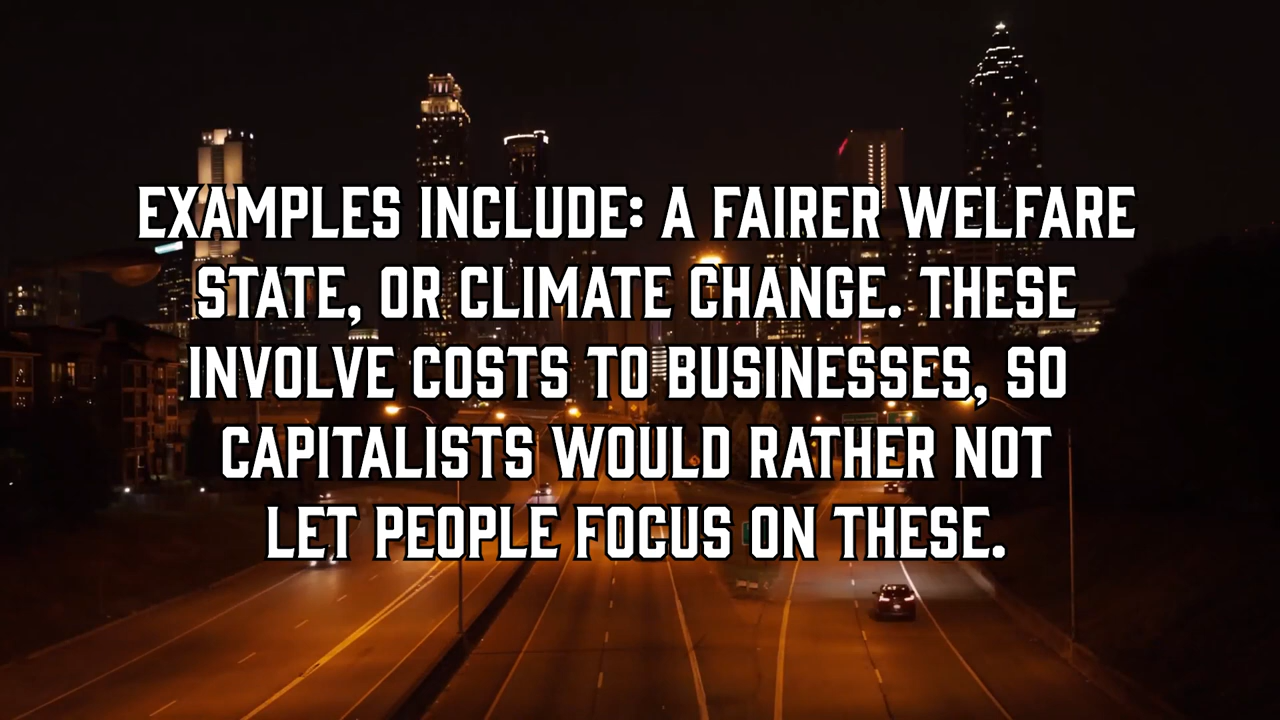 EXAMPLES INCLUDE: A FAIRER WELFARE
STATE, OR CLIMATE CHANGE. THESE
INVOLVE COSTS TO BUSINESSES, SO
CAPITALISTS WOULD RATHER NOT
LET PEOPLE FOCUS ON THESE.